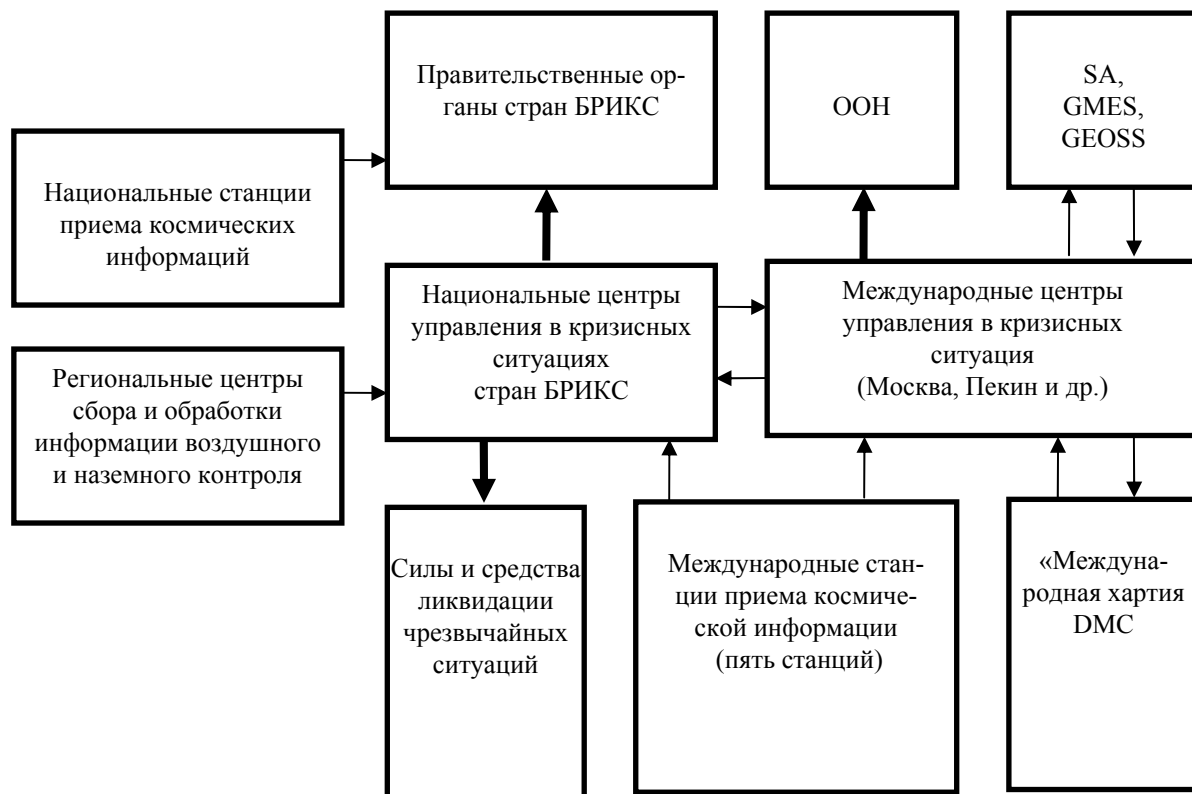 Правительственные ор-
ганы стран БРИКС
ООН
SA,
GMES,
GEOSS
Национальные станции
приема космических
информаций
Национальные центры
управления в кризисных
ситуациях
стран БРИКС
Международные центры
управления в кризисных
ситуация
(Москва, Пекин и др.)
Региональные центры
сбора и обработки
информации воздушного
и наземного контроля
Силы и средства
ликвидации
чрезвычайных
ситуаций
Международные стан-
ции приема космиче-
ской информации
(пять станций)
«Междуна-
родная хартия
DMC